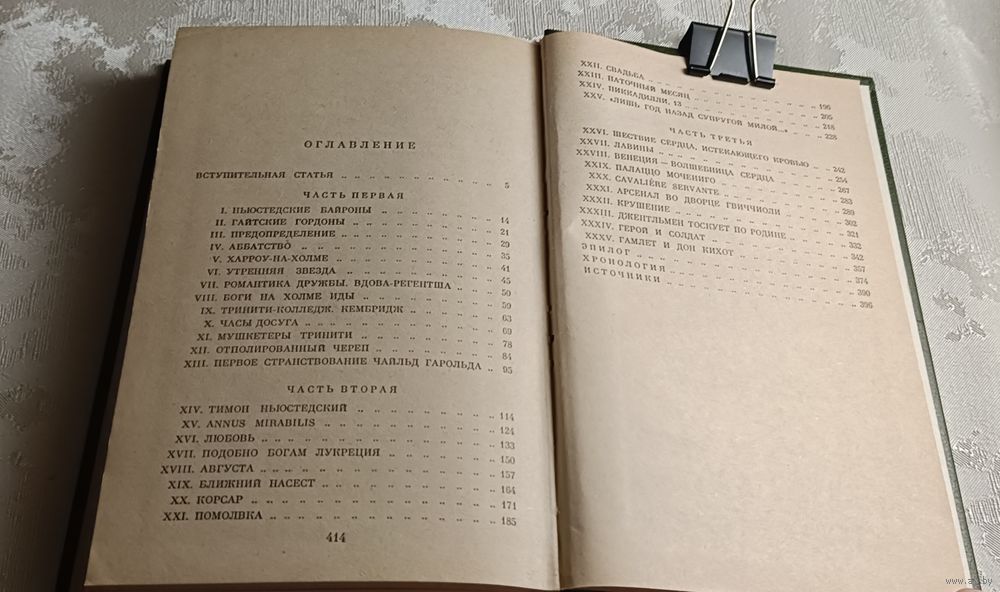 ОГЛАВЛЕНИЕ
ВСТУПИТЕЛЬНАЯ СТАТЬЯ .. .. .. .. .. 5
ЧАСТЬ ПЕРВАЯ
I. НЬЮСТЕДСКИЕ БАЙРОНЫ .. .. .. .. .. 14
II. ГАЙТСКИЕ ГОРДОНЫ .. .. .. .. .. 21
III. ПРЕДОПРЕДЕЛЕНИЕ .. .. .. .. .. 29
IV. АББАТСТВО .. .. .. .. .. 35
V. ХАРРОУ-НА-ХОЛМЕ .. .. .. .. .. 41
VI. УТРЕННЯЯ ЗВЕЗДА .. .. .. .. .. 45
VII. РОМАНТИКА ДРУЖБЫ. ВДОВА-РЕГЕНТША .. .. 50
VIII. БОГИ НА ХОЛМЕ ИДЫ .. .. .. .. .. 59
IX. ТРИНИТИ-КОЛЛЕДЖ. КЕМБРИДЖ .. .. .. .. 63
X. ЧАСЫ ДОСУГА .. .. .. .. .. 69
XI. МУШКЕТЕРЫ ТРИНИТИ .. .. .. .. .. 78
XII. ОТПОЛИРОВАННЫЙ ЧЕРЕП .. .. .. .. .. 84
XIII. ПЕРВОЕ СТРАНСТВОВАНИЕ ЧАЙЛЬД ГАРОЛЬДА .. 95
ЧАСТЬ ВТОРАЯ
XIV. ТИМОН НЬЮСТЕДСКИЙ .. .. .. .. .. 114
XV. ANNUS MIRABILIS .. .. .. .. .. 124
XVI. ЛЮБОВЬ .. .. .. .. .. 133
XVII. ПОДОБНО БОГАМ ЛУКРЕЦИЯ .. .. .. .. 150
XVIII. АВГУСТА .. .. .. .. .. 157
XIX. БЛИЖНИЙ НАСЕСТ .. .. .. .. .. 164
XX. КОРСАР .. .. .. .. .. 171
XXI. ПОМОЛВКА .. .. .. .. .. 185
414
XXII. СВАДЬБА .. .. .. .. .. 196
XXIII. ПАТОЧНЫЙ МЕСЯЦ .. .. .. .. .. 205
XXIV. ПИККАДИЛЛИ, 13 .. .. .. .. .. 218
XXV. «ЛИШЬ ГОД НАЗАД СУПРУГОЙ МИЛОЙ...» .. .. 228
ЧАСТЬ ТРЕТЬЯ
XXVI. ШЕСТВИЕ СЕРДЦА, ИСТЕКАЮЩЕГО КРОВЬЮ .. 242
XXVII. ЛАВИНЫ .. .. .. .. .. 254
XXVIII. ВЕНЕЦИЯ — ВОЛШЕБНИЦА СЕРДЦА .. .. .. 267
XXIX. ПАЛАЦЦО МОЧЕНИГО .. .. .. .. .. 283
XXX. CAVALIÈRE SERVANTE .. .. .. .. .. 289
XXXI. АРСЕНАЛ ВО ДВОРЦЕ ГВИЧЧИОЛИ .. .. .. 302
XXXII. КРУШЕНИЕ .. .. .. .. .. 321
XXXIII. ДЖЕНТЛЬМЕН ТОСКУЕТ ПО РОДИНЕ .. .. .. 332
XXXIV. ГЕРОЙ И СОЛДАТ .. .. .. .. .. 342
XXXV. ГАМЛЕТ И ДОН КИХОТ .. .. .. .. .. 357
ЭПИЛОГ .. .. .. .. .. 374
ХРОНОЛОГИЯ .. .. .. .. .. 390
ИСТОЧНИКИ .. .. .. .. .. 396